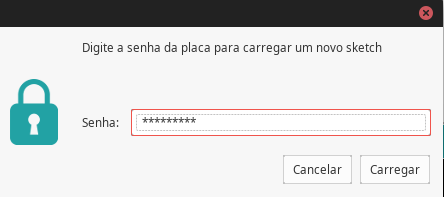 Digite a senha da placa para carregar um novo sketch
Senha: *********
Cancelar Carregar